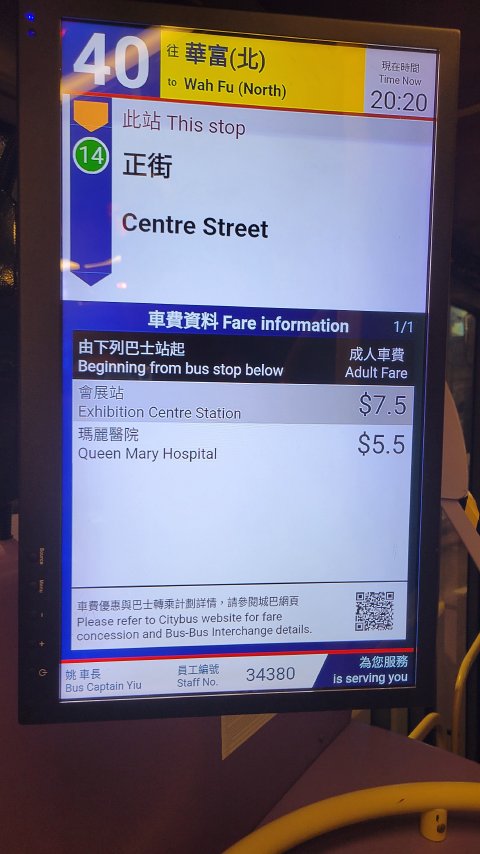 40
往 華富(北)
to Wah Fu (North)
現在時間
Time Now
20:20
此站 This stop
14
正街
Centre Street
車費資料 Fare information
1/1
由下列巴士站起
Beginning from bus stop below
成人車費
Adult Fare
會展站
Exhibition Centre Station
$7.5
瑪麗醫院
Queen Mary Hospital
$5.5
車費優惠與巴士轉乘計劃詳情，請參閱城巴網頁
Please refer to Citybus website for fare
concession and Bus-Bus Interchange details.
姚 車長
Bus Captain Yiu
員工編號
Staff No.
34380
為您服務
is serving you
Source
Menu
-
+